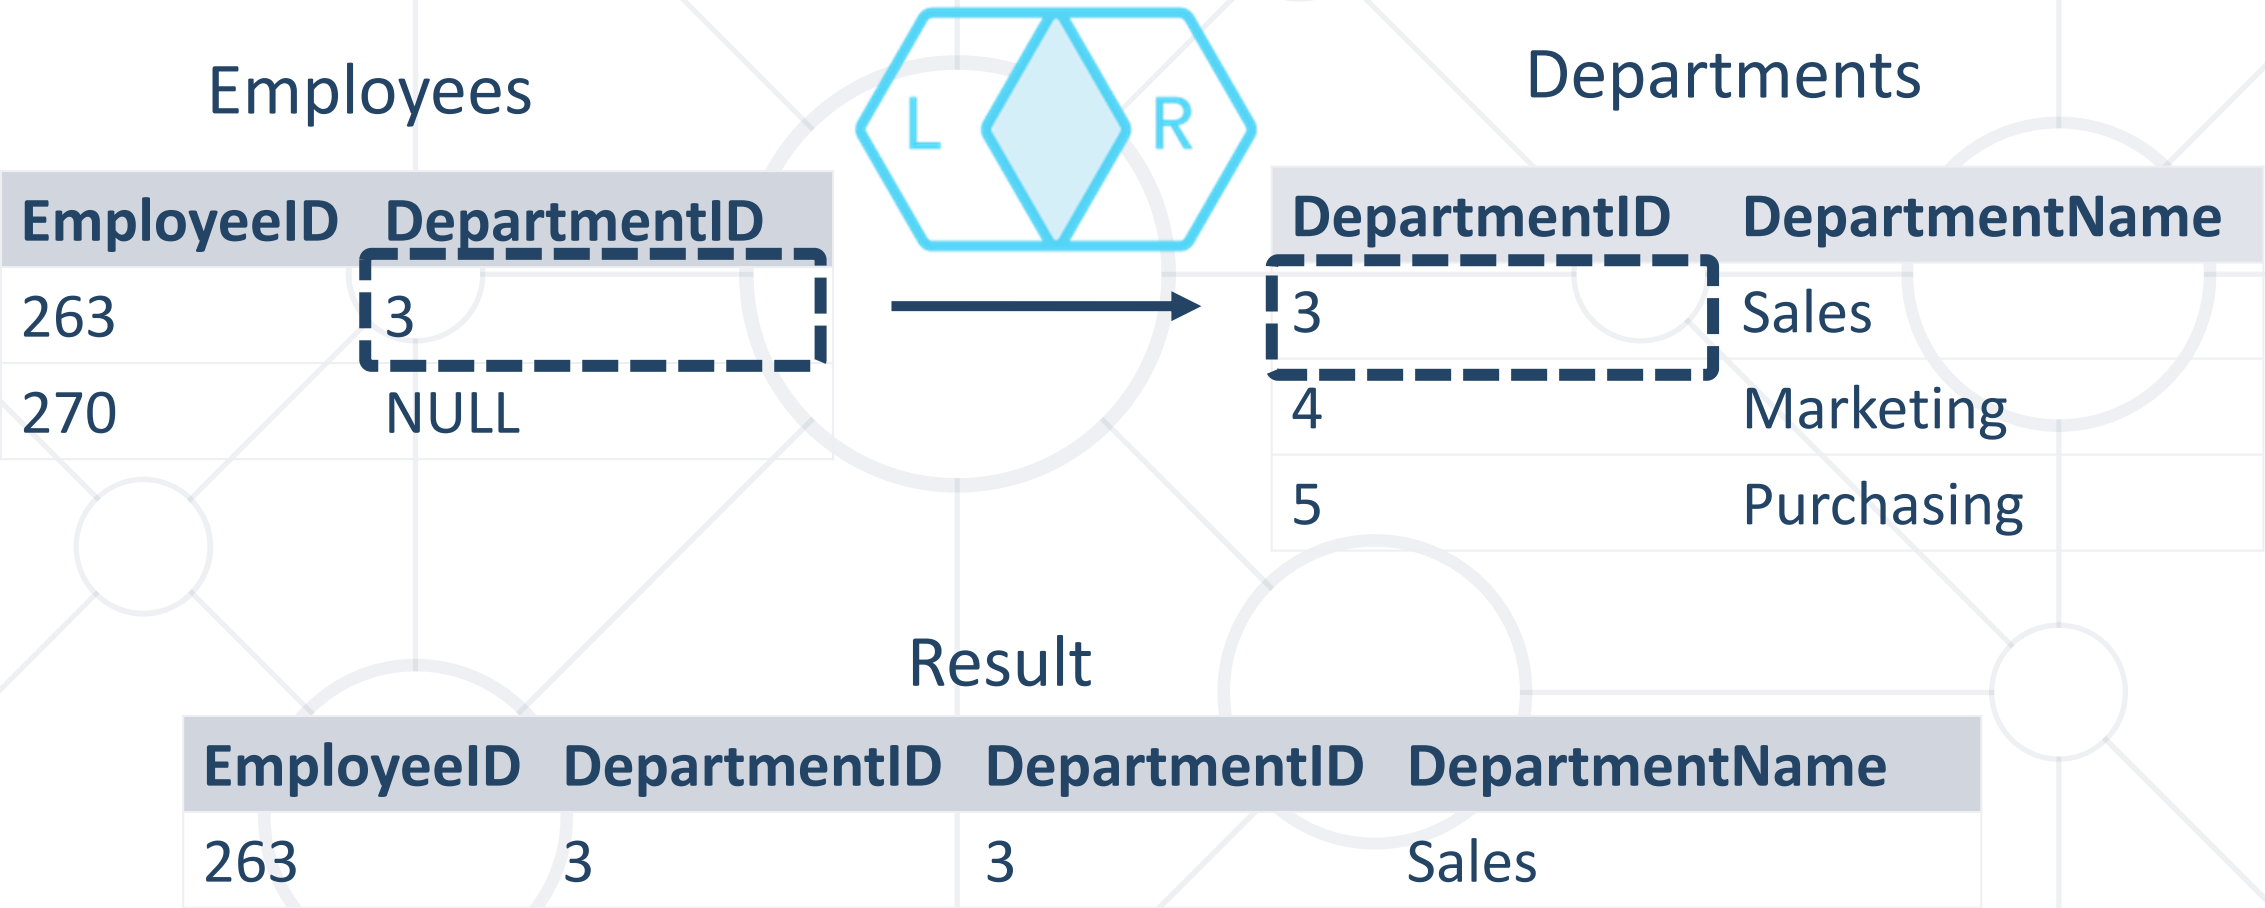 Employees
EmployeeID DepartmentID
263 3
270 NULL
L R
Departments
DepartmentID DepartmentName
3 Sales
4 Marketing
5 Purchasing
Result
EmployeeID DepartmentID DepartmentID DepartmentName
263 3 3 Sales